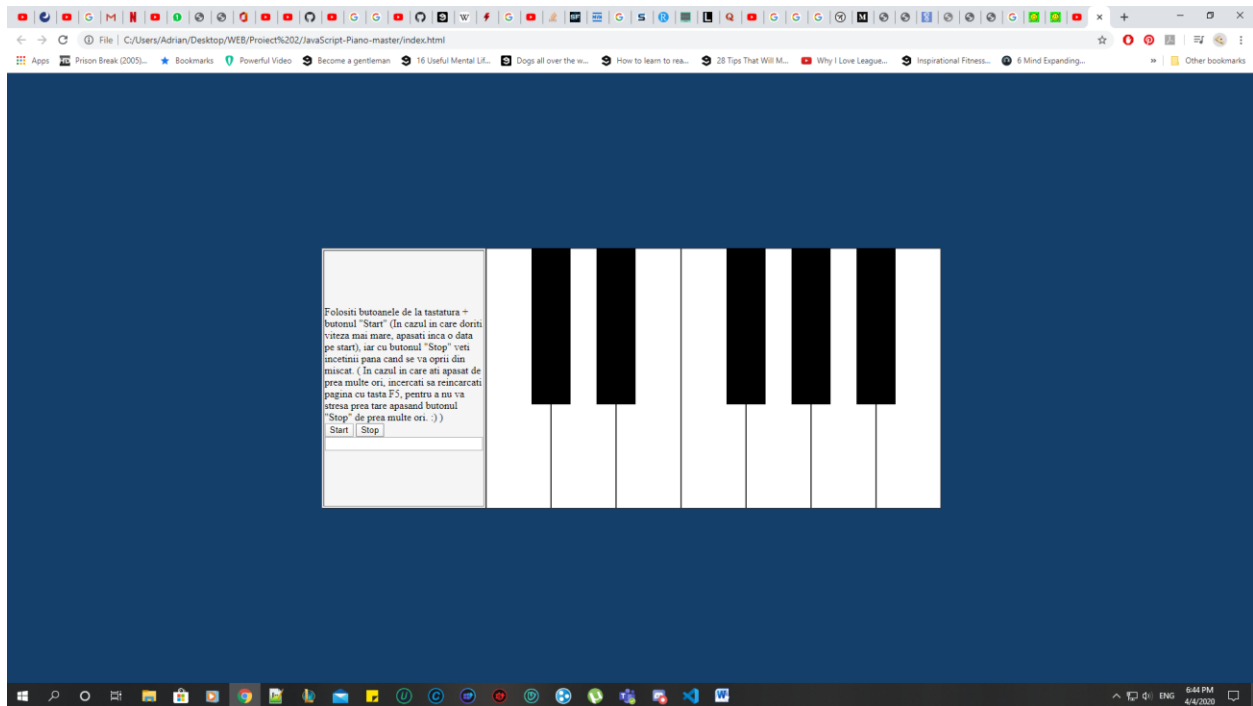 File
C:/Users/Adrian/Desktop/WEB/Proiect%202/JavaScript-Piano-master/index.html
Apps
Prison Break (2005)...
Bookmarks
Powerful Video
Become a gentleman
16 Useful Mental Lif...
Dogs all over the w...
How to learn to rea...
28 Tips That Will M...
Why I Love League...
Inspirational Fitness...
6 Mind Expanding...
Other bookmarks
Folositi butoanele de la tastatura +
butonul "Start" (In cazul in care doriti
viteza mai mare, apasati inca o data
pe start), iar cu butonul "Stop" veti
incetinii pana cand se va oprii din
miscat. ( In cazul in care ati apasat de
prea multe ori, incercati sa reincarcati
pagina cu tasta F5, pentru a nu va
stresa prea tare apasand butonul
"Stop" de prea multe ori. :) )
Start Stop
ENG
6:44 PM
4/4/2020